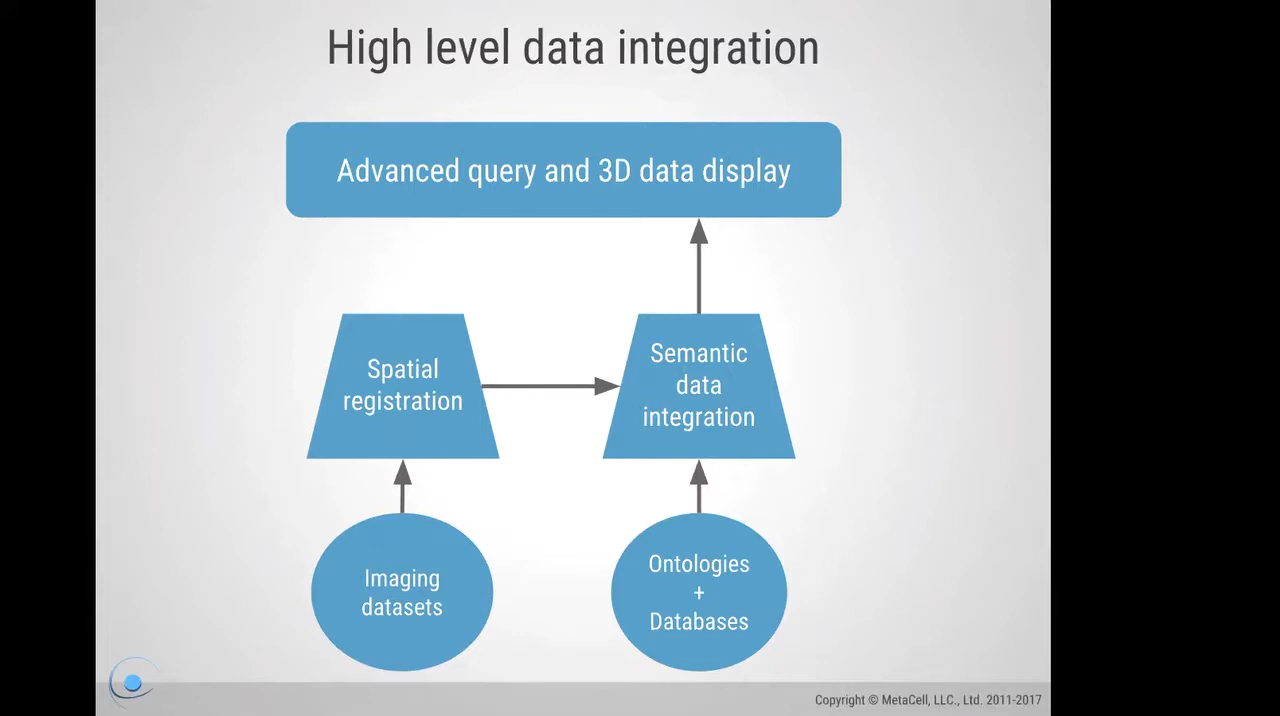 High level data integration
Advanced query and 3D data display
Spatial
registration
Semantic
data
integration
Imaging
datasets
Ontologies
+
Databases
Copyright © MetaCell, LLC., Ltd. 2011-2017